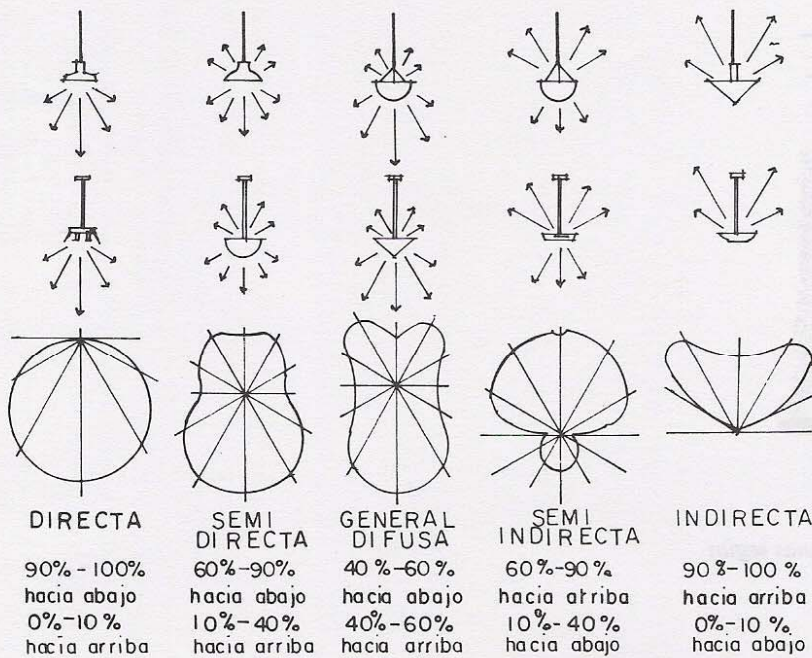 DIRECTA
90%-100%
hacia abajo
0%-10%
hacia arriba
SEMI
DIRECTA
60%-90%
hacia abajo
10%-40%
hacia arriba
GENERAL
DIFUSA
40%-60%
hacia abajo
40%-60%
hacia arriba
SEMI
INDIRECTA
60%-90%
hacia arriba
10%-40%
hacia abajo
INDIRECTA
90%-100%
hacia arriba
0%-10%
hacia abajo